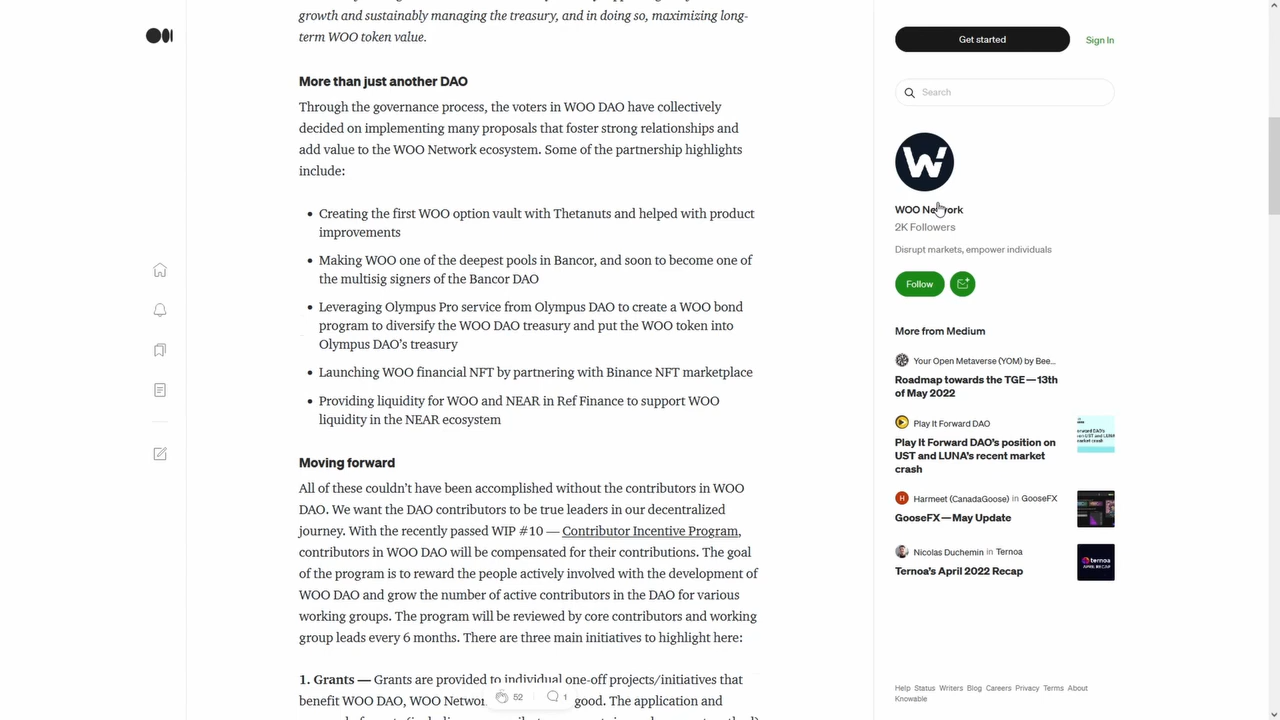 growth and sustainably managing the treasury, and in doing so, maximizing long-
term WOO token value.
More than just another DAO
Through the governance process, the voters in WOO DAO have collectively
decided on implementing many proposals that foster strong relationships and
add value to the WOO Network ecosystem. Some of the partnership highlights
include:
• Creating the first WOO option vault with Thetanuts and helped with product
improvements
• Making WOO one of the deepest pools in Bancor, and soon to become one of
the multisig signers of the Bancor DAO
• Leveraging Olympus Pro service from Olympus DAO to create a WOO bond
program to diversify the WOO DAO treasury and put the WOO token into
Olympus DAO's treasury
• Launching WOO financial NFT by partnering with Binance NFT marketplace
• Providing liquidity for WOO and NEAR in Ref Finance to support WOO
liquidity in the NEAR ecosystem
Moving forward
All of these couldn't have been accomplished without the contributors in WOO
DAO. We want the DAO contributors to be true leaders in our decentralized
journey. With the recently passed WIP #10 — Contributor Incentive Program,
contributors in WOO DAO will be compensated for their contributions. The goal
of the program is to reward the people actively involved with the development of
WOO DAO and grow the number of active contributors in the DAO for various
working groups. The program will be reviewed by core contributors and working
group leads every 6 months. There are three main initiatives to highlight here:
1. Grants — Grants are provided to individual one-off projects/initiatives that
benefit WOO DAO, WOO Networ good. The application and
52
1
Get started
Sign In
Search
W
WOO Network
2K Followers
Disrupt markets, empower individuals
Follow
More from Medium
Your Open Metaverse (YOM) by Bee...
Roadmap towards the TGE — 13th
of May 2022
Play It Forward DAO
Play It Forward DAO's position on
UST and LUNA's recent market
crash
H
Harmeet (CanadaGoose) in GooseFX
GooseFX — May Update
Nicolas Duchemin in Ternoa
Ternoa's April 2022 Recap
ternoa
APRIL RECAP
Help Status Writers Blog Careers Privacy Terms About
Knowable